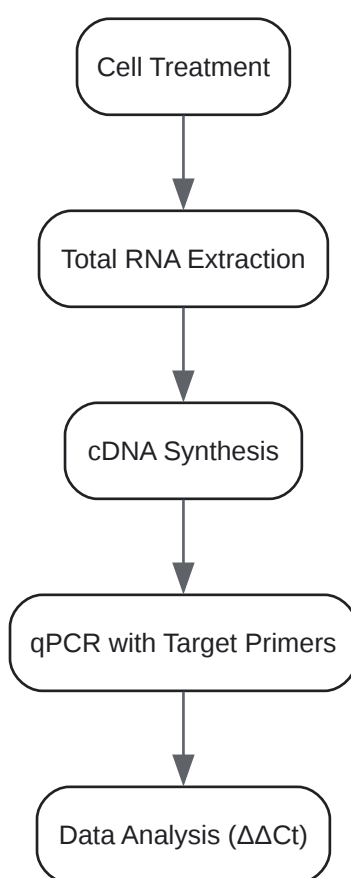 Cell Treatment
Total RNA Extraction
cDNA Synthesis
qPCR with Target Primers
Data Analysis (ΔΔCt)